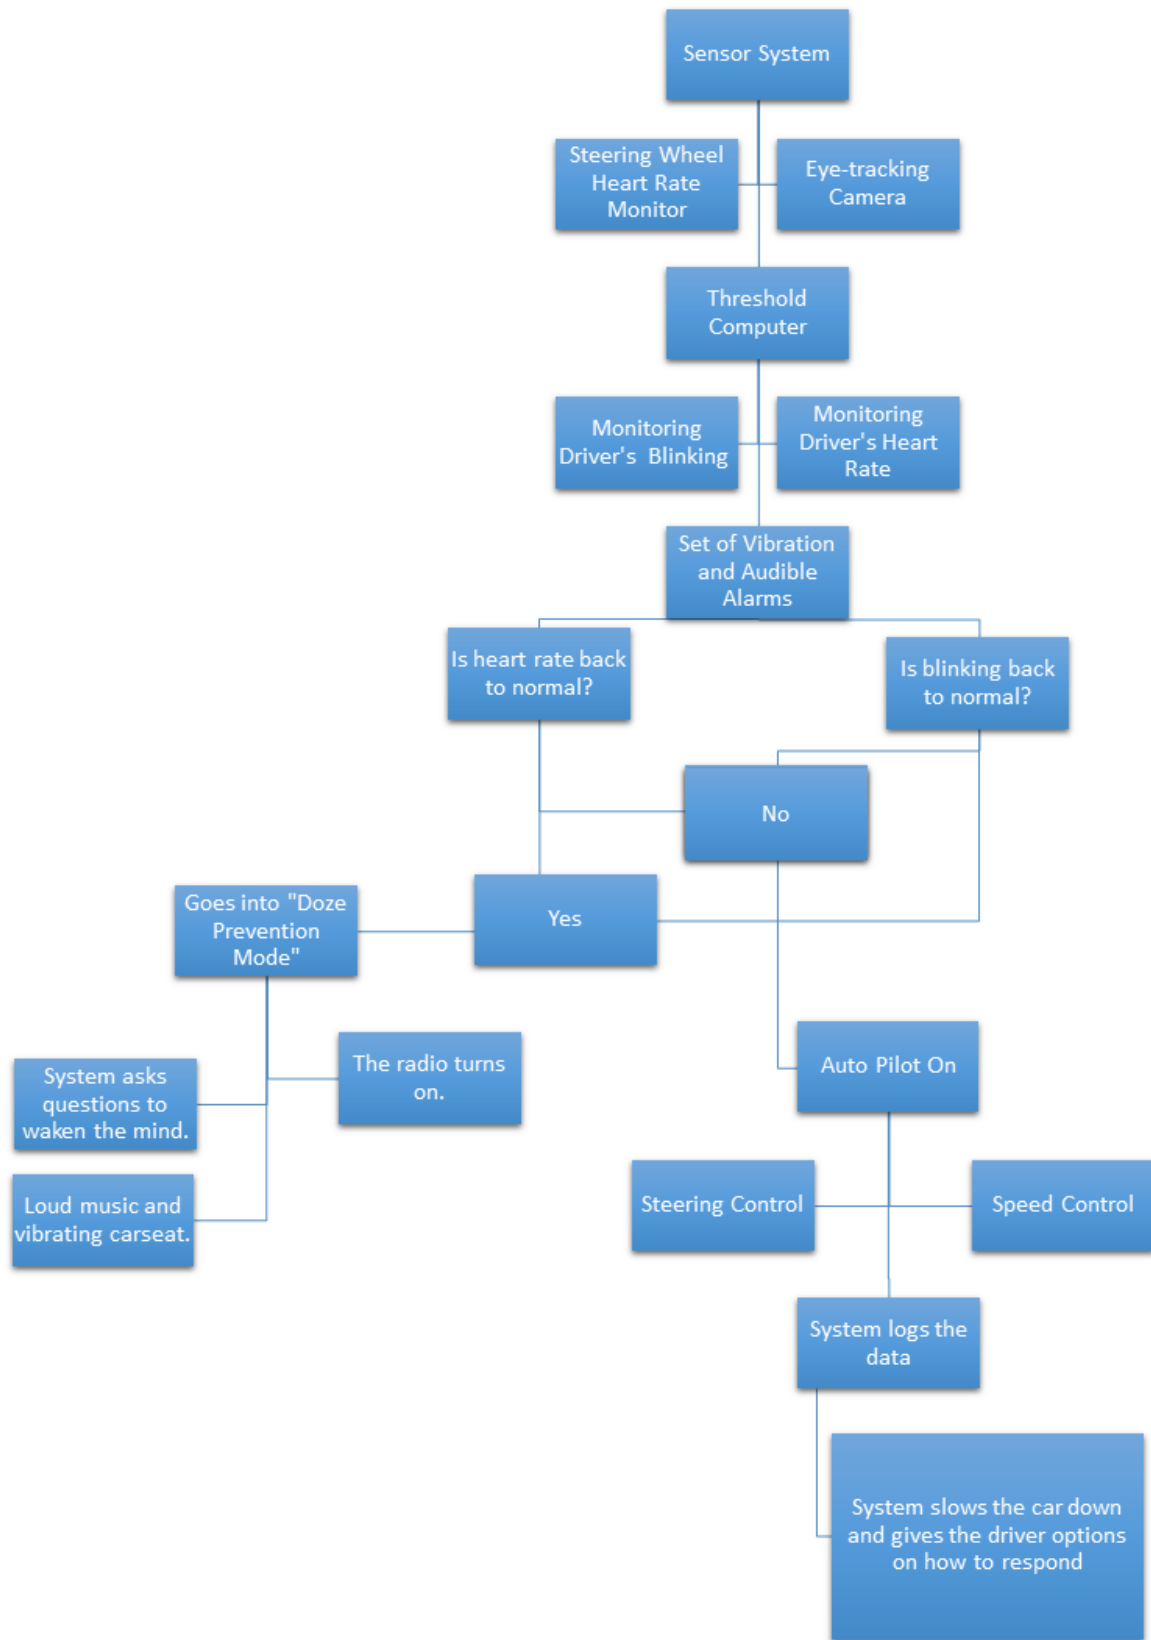 Sensor System
Steering Wheel
Heart Rate
Monitor
Eye-tracking
Camera
Threshold
Computer
Monitoring
Driver's Blinking
Monitoring
Driver's Heart
Rate
Set of Vibration
and Audible
Alarms
Is heart rate back
to normal?
Is blinking back
to normal?
No
Yes
Goes into "Doze
Prevention
Mode"
The radio turns
on.
System asks
questions to
waken the mind.
Loud music and
vibrating carseat.
Auto Pilot On
Steering Control
Speed Control
System logs the
data
System slows the car down
and gives the driver options
on how to respond